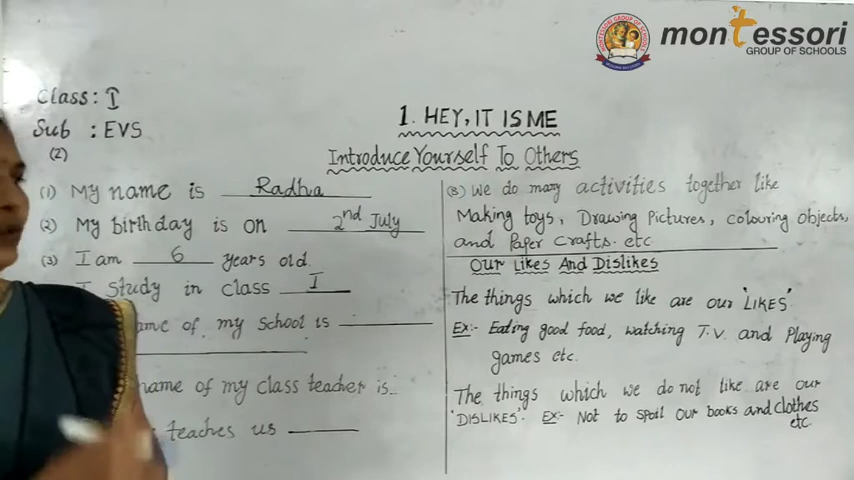 montessori
GROUP OF SCHOOLS
Class: I
Sub : EVS
(2)
1. HEY, IT IS ME
Introduce Yourself To Others
(1) My name is Radha
(2) My birthday is on 2nd July
(3) I am 6 years old.
I Study in class I
ame of my School is
name of my class teacher is..
teaches us
(8) We do many activities together like
Making toys, Drawing Pictures, Colouring objects,
and Paper Crafts. etc
Our Likes And Dislikes
The things which we like are our 'LIKES'.
Ex:- Eating good food, watching T.V. and Playing
games etc.
The things which we do not like are our
'DISLIKES'. Ex:- Not to spoil Our books and clothes
etc.